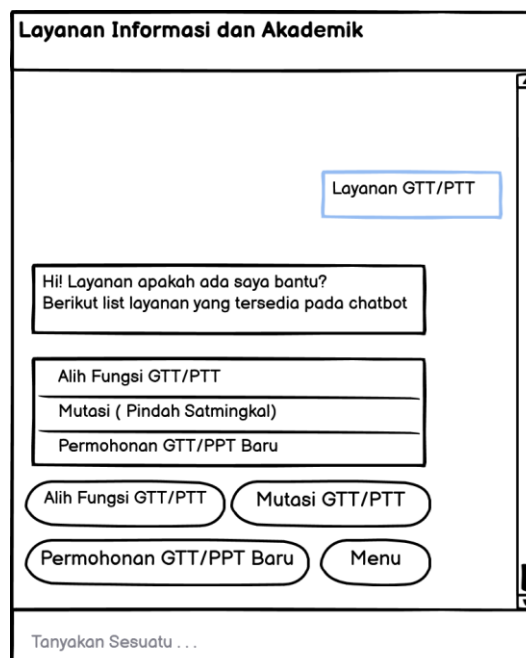 Layanan Informasi dan Akademik
Layanan GTT/PTT
Hi! Layanan apakah ada saya bantu?
Berikut list layanan yang tersedia pada chatbot
Alih Fungsi GTT/PTT
Mutasi ( Pindah Satmingkal)
Permohonan GTT/PPT Baru
Alih Fungsi GTT/PTT
Mutasi GTT/PTT
Permohonan GTT/PPT Baru
Menu
Tanyakan Sesuatu . . .